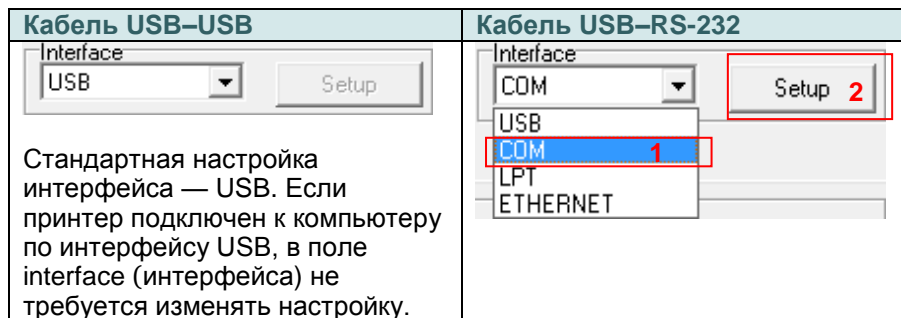 Кабель USB–USB
Interface
USB
Setup
Стандартная настройка
интерфейса — USB. Если
принтер подключен к компьютеру
по интерфейсу USB, в поле
interface (интерфейса) не
требуется изменять настройку.
Кабель USB–RS-232
Interface
COM
Setup 2
USB
COM 1
LPT
ETHERNET